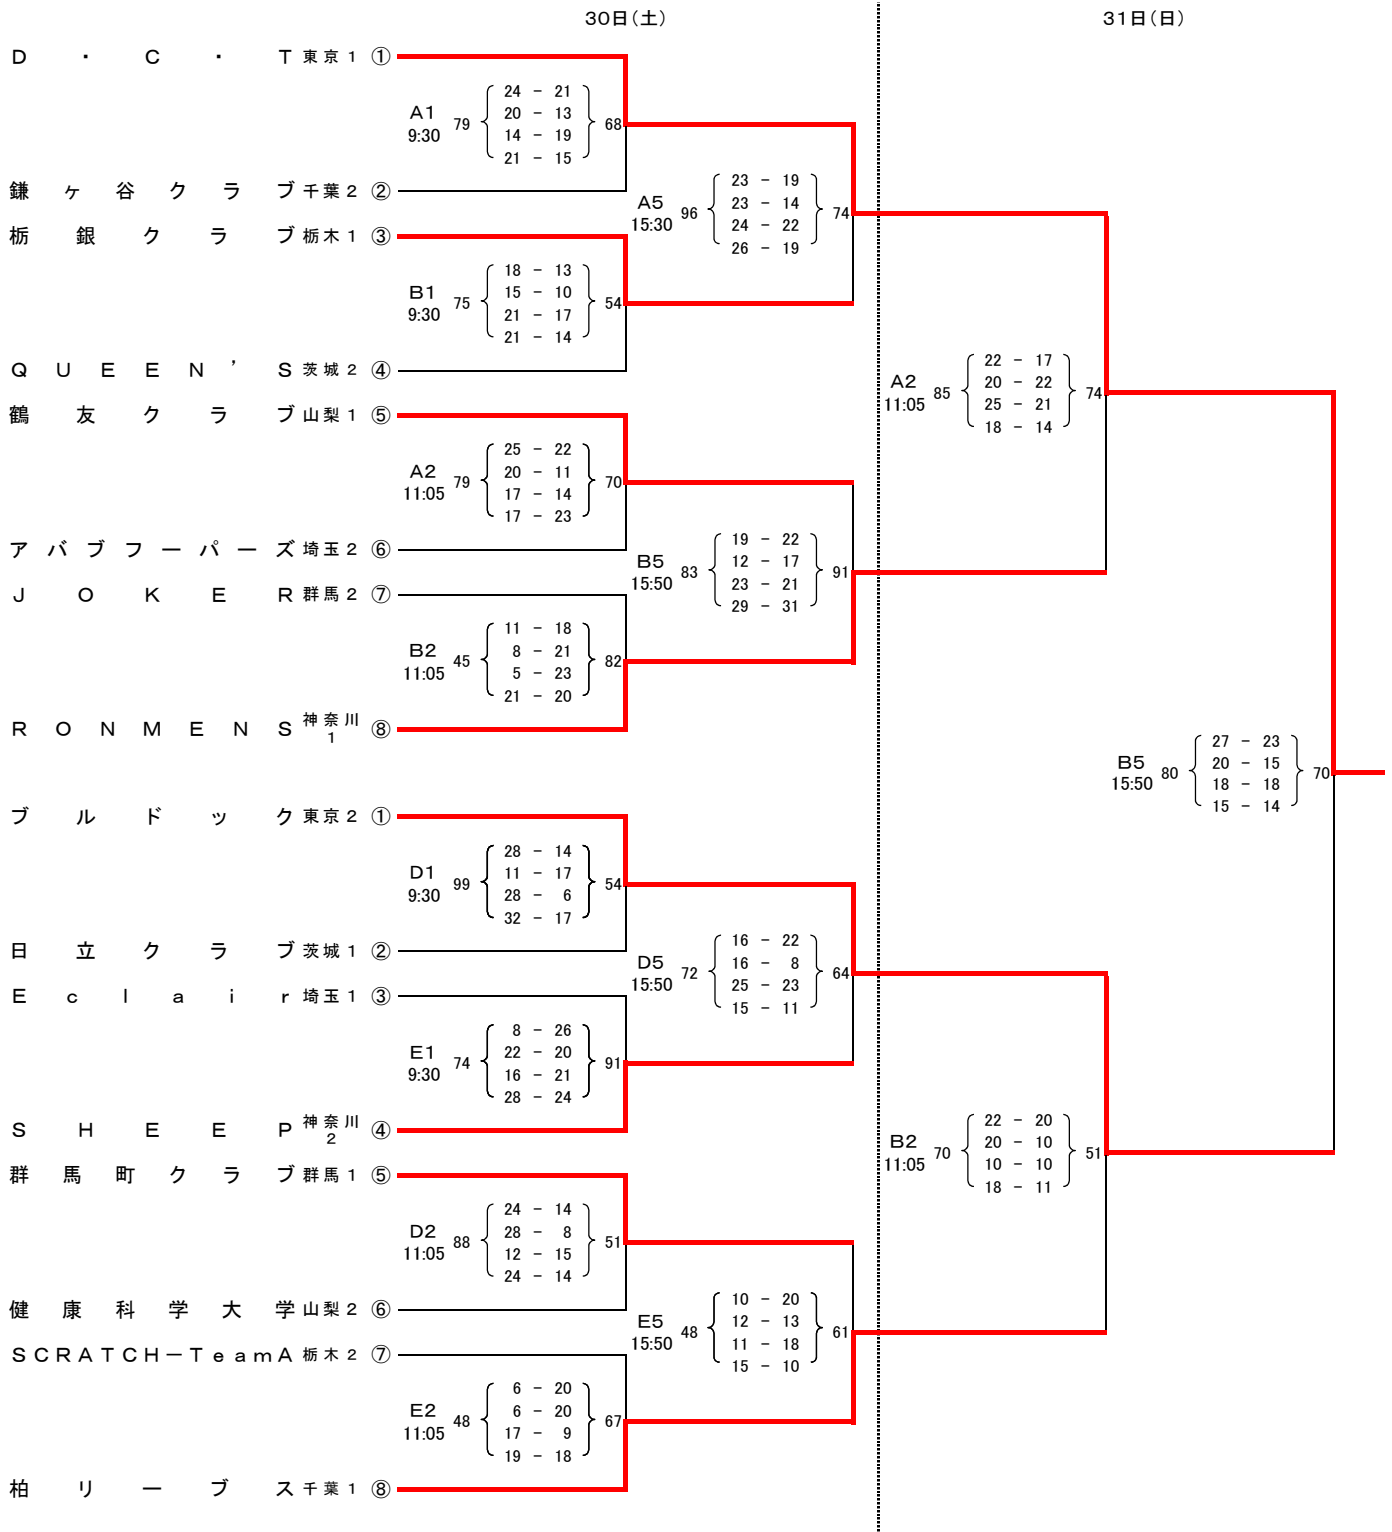 30日(土)
31日(日)
D・C・T 東京1 ①
A1 9:30 79 68
24 - 21
20 - 13
14 - 19
21 - 15
鎌ヶ谷クラブ 千葉2 ②
A5 15:30 96 74
23 - 19
23 - 14
24 - 22
26 - 19
栃銀クラブ 栃木1 ③
B1 9:30 75 54
18 - 13
15 - 10
21 - 17
21 - 14
QUEEN'S 茨城2 ④
A2 11:05 85 74
22 - 17
20 - 22
25 - 21
18 - 14
鶴友クラブ 山梨1 ⑤
A2 11:05 79 70
25 - 22
20 - 11
17 - 14
17 - 23
アバブフーパーズ 埼玉2 ⑥
B5 15:50 83 91
19 - 22
12 - 17
23 - 21
29 - 31
JOKER 群馬2 ⑦
B2 11:05 45 82
11 - 18
8 - 21
5 - 23
21 - 20
RONMENS 神奈川1 ⑧
B5 15:50 80 70
27 - 23
20 - 15
18 - 18
15 - 14
ブルドック 東京2 ①
D1 9:30 99 54
28 - 14
11 - 17
28 - 6
32 - 17
日立クラブ 茨城1 ②
D5 15:50 72 64
16 - 22
16 - 8
25 - 23
15 - 11
Eclair 埼玉1 ③
E1 9:30 74 91
8 - 26
22 - 20
16 - 21
28 - 24
SHEEP 神奈川2 ④
B2 11:05 70 51
22 - 20
20 - 10
10 - 10
18 - 11
群馬町クラブ 群馬1 ⑤
D2 11:05 88 51
24 - 14
28 - 8
12 - 15
24 - 14
健康科学大学 山梨2 ⑥
E5 15:50 48 61
10 - 20
12 - 13
11 - 18
15 - 10
SCRATCH－TeamA 栃木2 ⑦
E2 11:05 48 67
6 - 20
6 - 20
17 - 9
19 - 18
柏リーブス 千葉1 ⑧